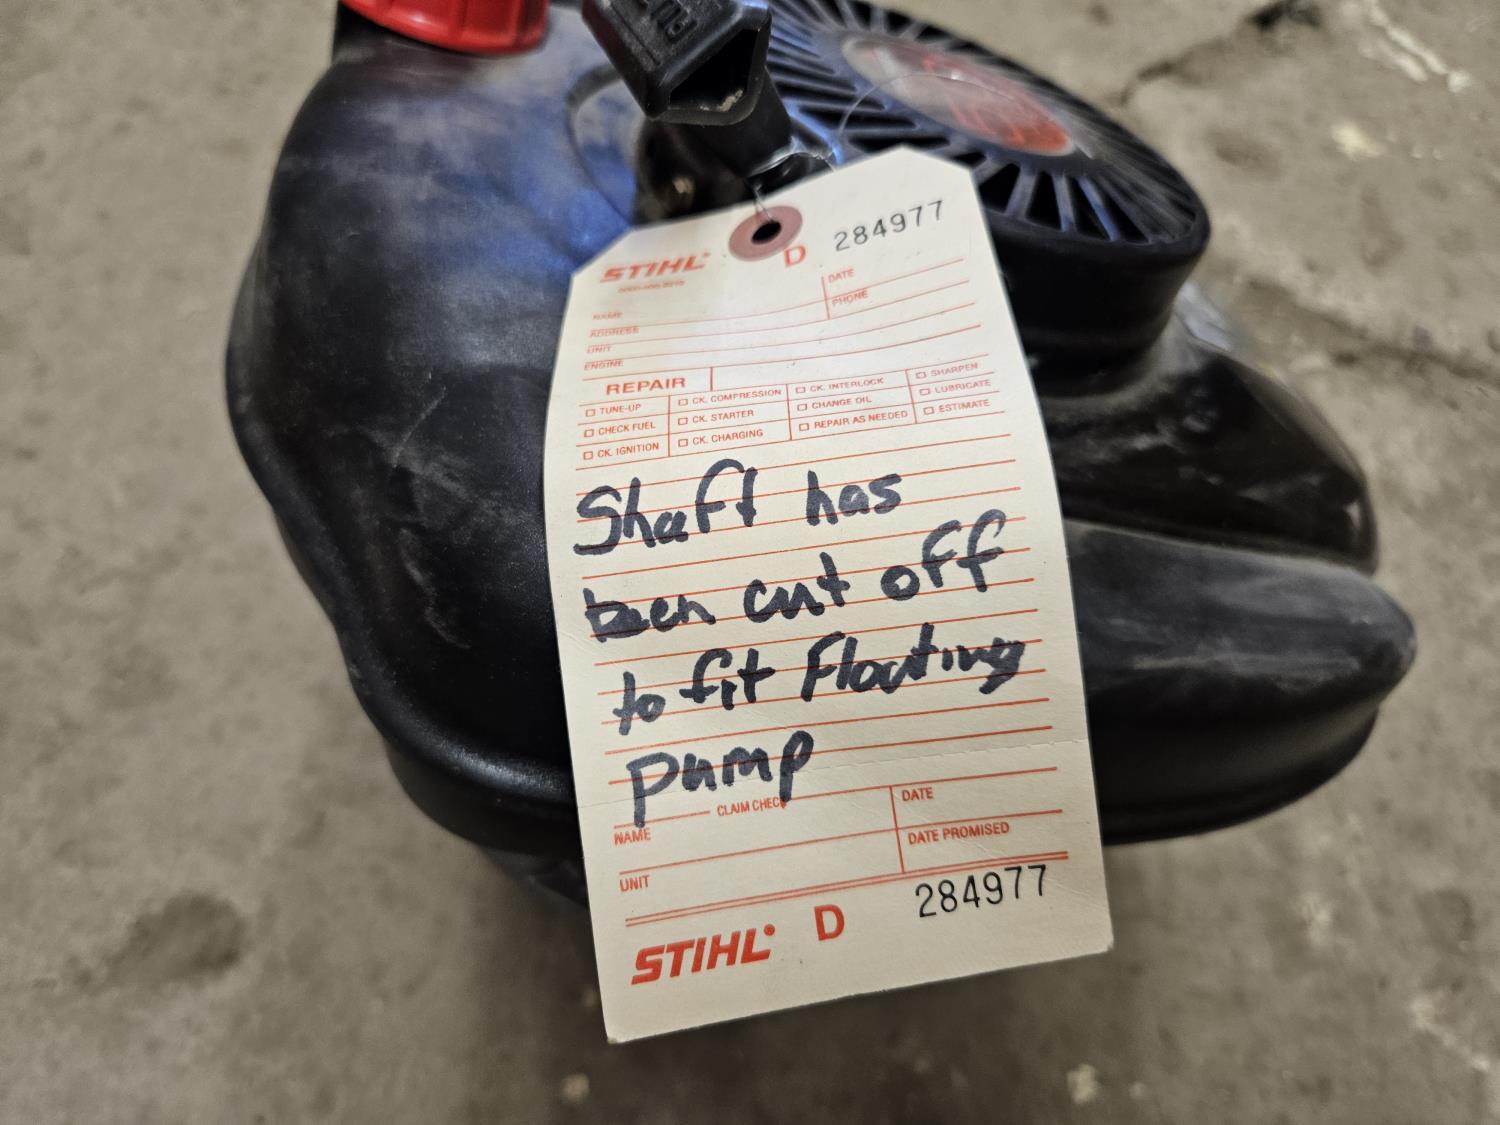 STIHL D 284977
NAME DATE
ADDRESS PHONE
UNIT
ENGINE
REPAIR
TUNE-UP CK. COMPRESSION CK. INTERLOCK SHARPEN
CHECK FUEL CK. STARTER CHANGE OIL LUBRICATE
CK. IGNITION CK. CHARGING REPAIR AS NEEDED ESTIMATE
Shaft has
been cut off
to fit Floating
pump
CLAIM CHECK
NAME DATE
UNIT DATE PROMISED
STIHL® D 284977